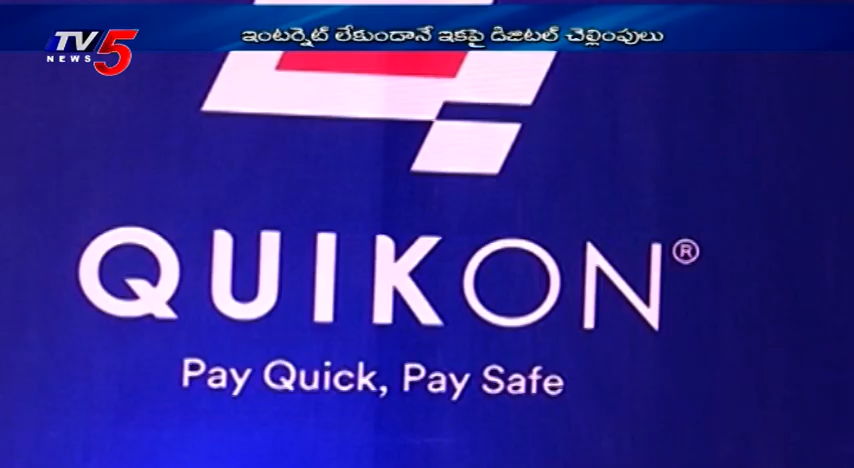 TV5
NEWS
ఇంటర్నెట్ లేకుండానే ఇకపై డిజిటల్ చెల్లింపులు
QUIKON®
Pay Quick, Pay Safe